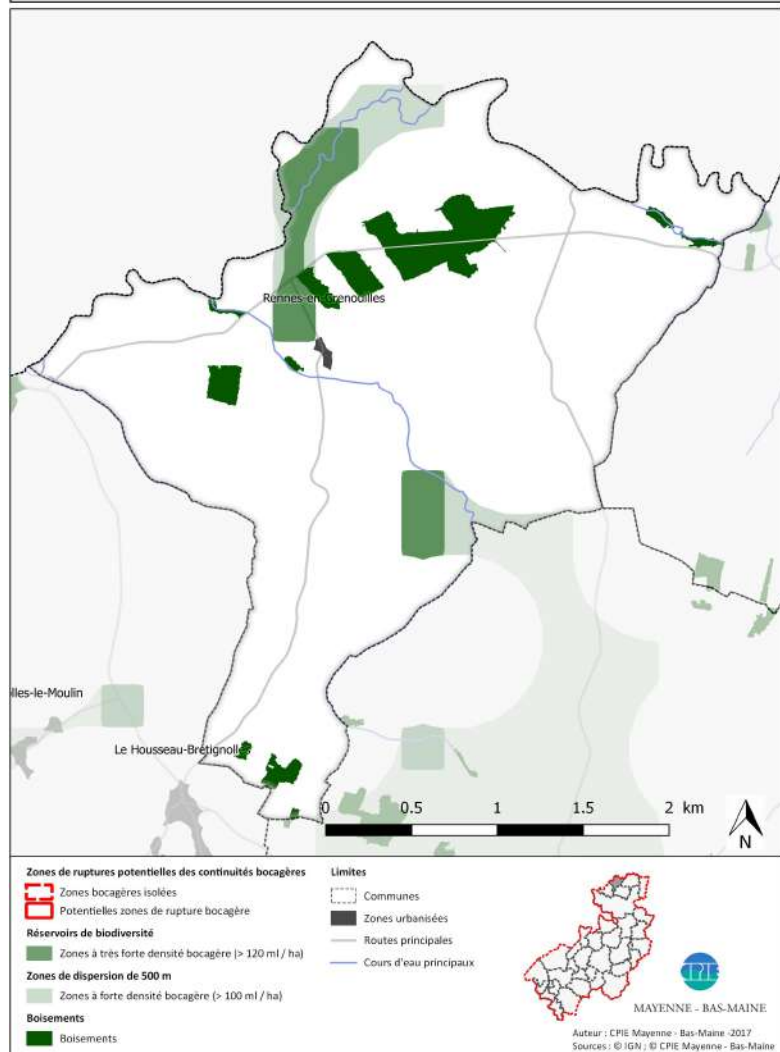 Rennes-en-Grenouilles
lles-le-Moulin
Le Housseau-Brétignolles
0 0.5 1 1.5 2 km
N
Zones de ruptures potentielles des continuités bocagères
Zones bocagères isolées
Potentielles zones de rupture bocagère
Réservoirs de biodiversité
Zones à très forte densité bocagère (> 120 ml / ha)
Zones de dispersion de 500 m
Zones à forte densité bocagère (> 100 ml / ha)
Boisements
Boisements
Limites
Communes
Zones urbanisées
Routes principales
Cours d'eau principaux
CPIE
MAYENNE - BAS-MAINE
Auteur : CPIE Mayenne - Bas-Maine -2017
Sources : © IGN ; © CPIE Mayenne - Bas-Maine